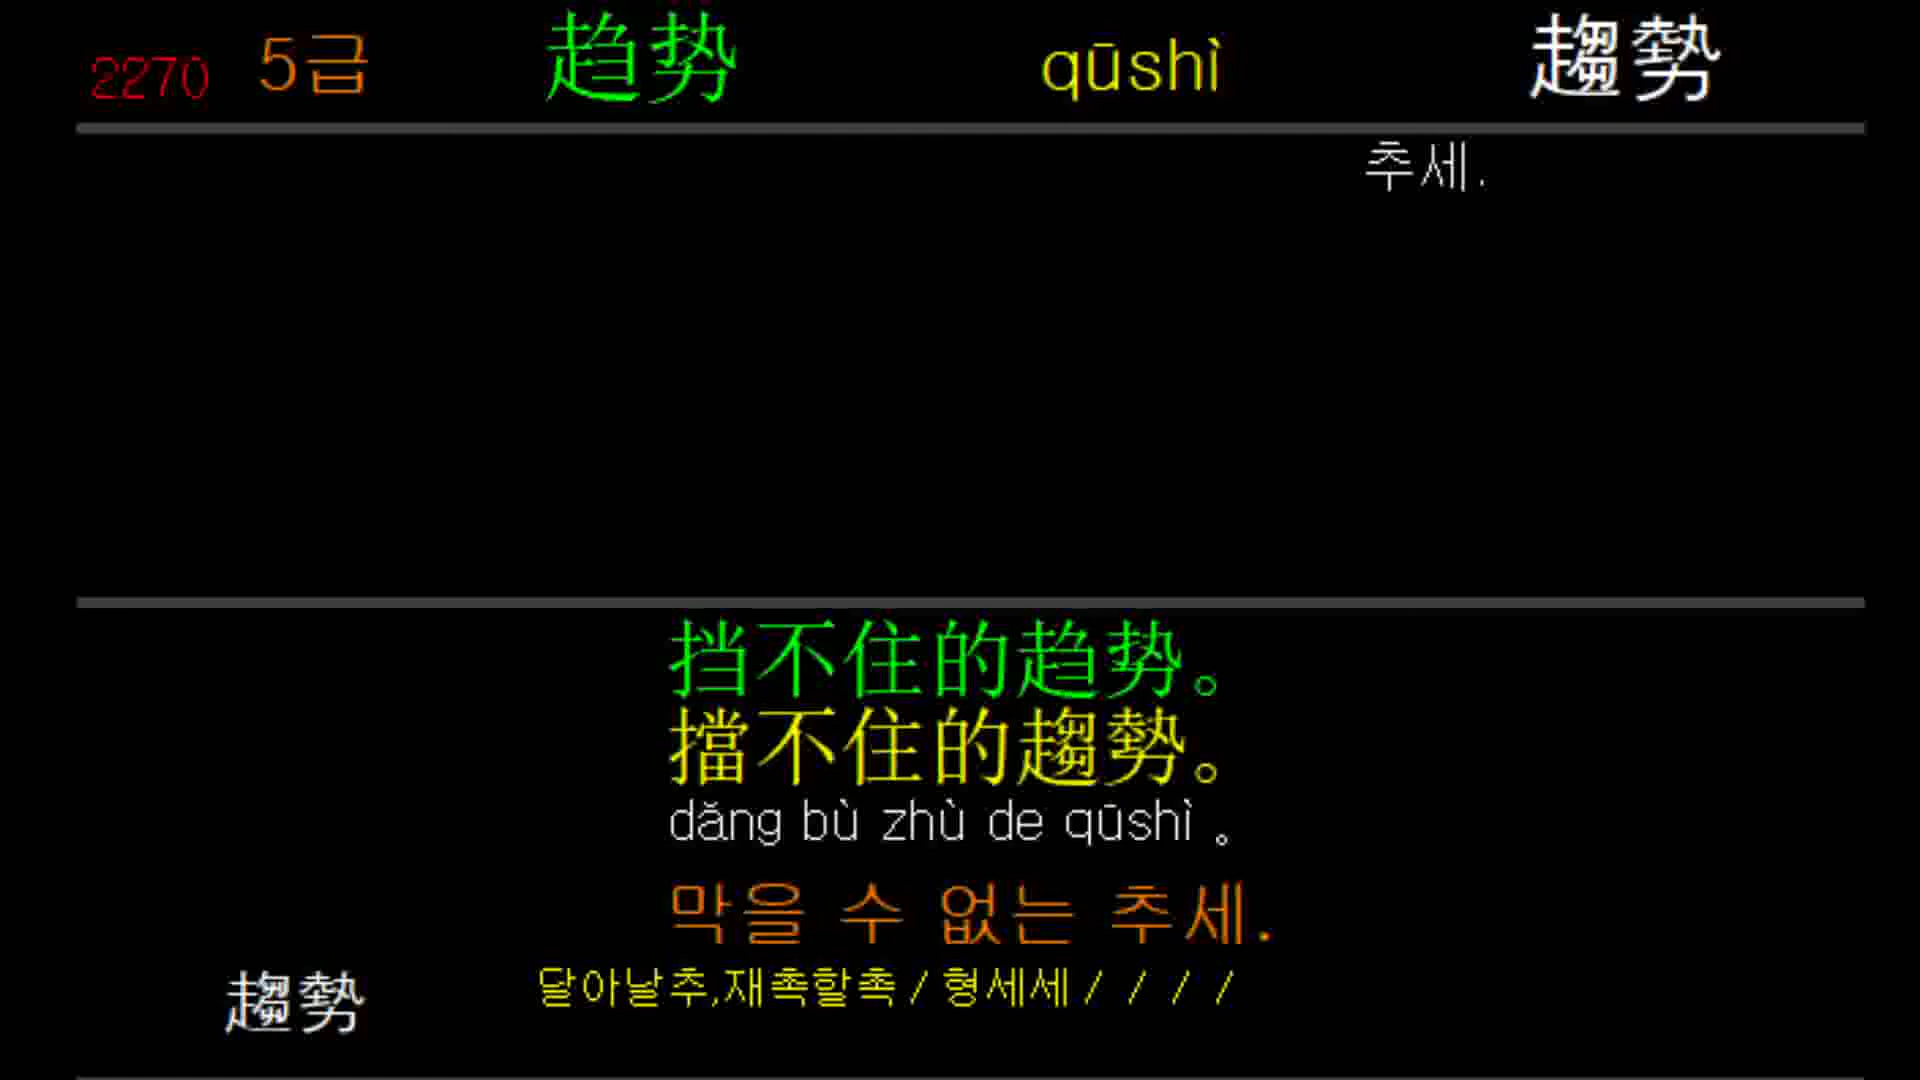 2270 5급 趋势 qūshì 趨勢
추세.
挡不住的趋势。
擋不住的趨勢。
dăng bù zhù de qūshì 。
막을 수 없는 추세.
趨勢 달아날추,재촉할촉 / 형세세 / / / /